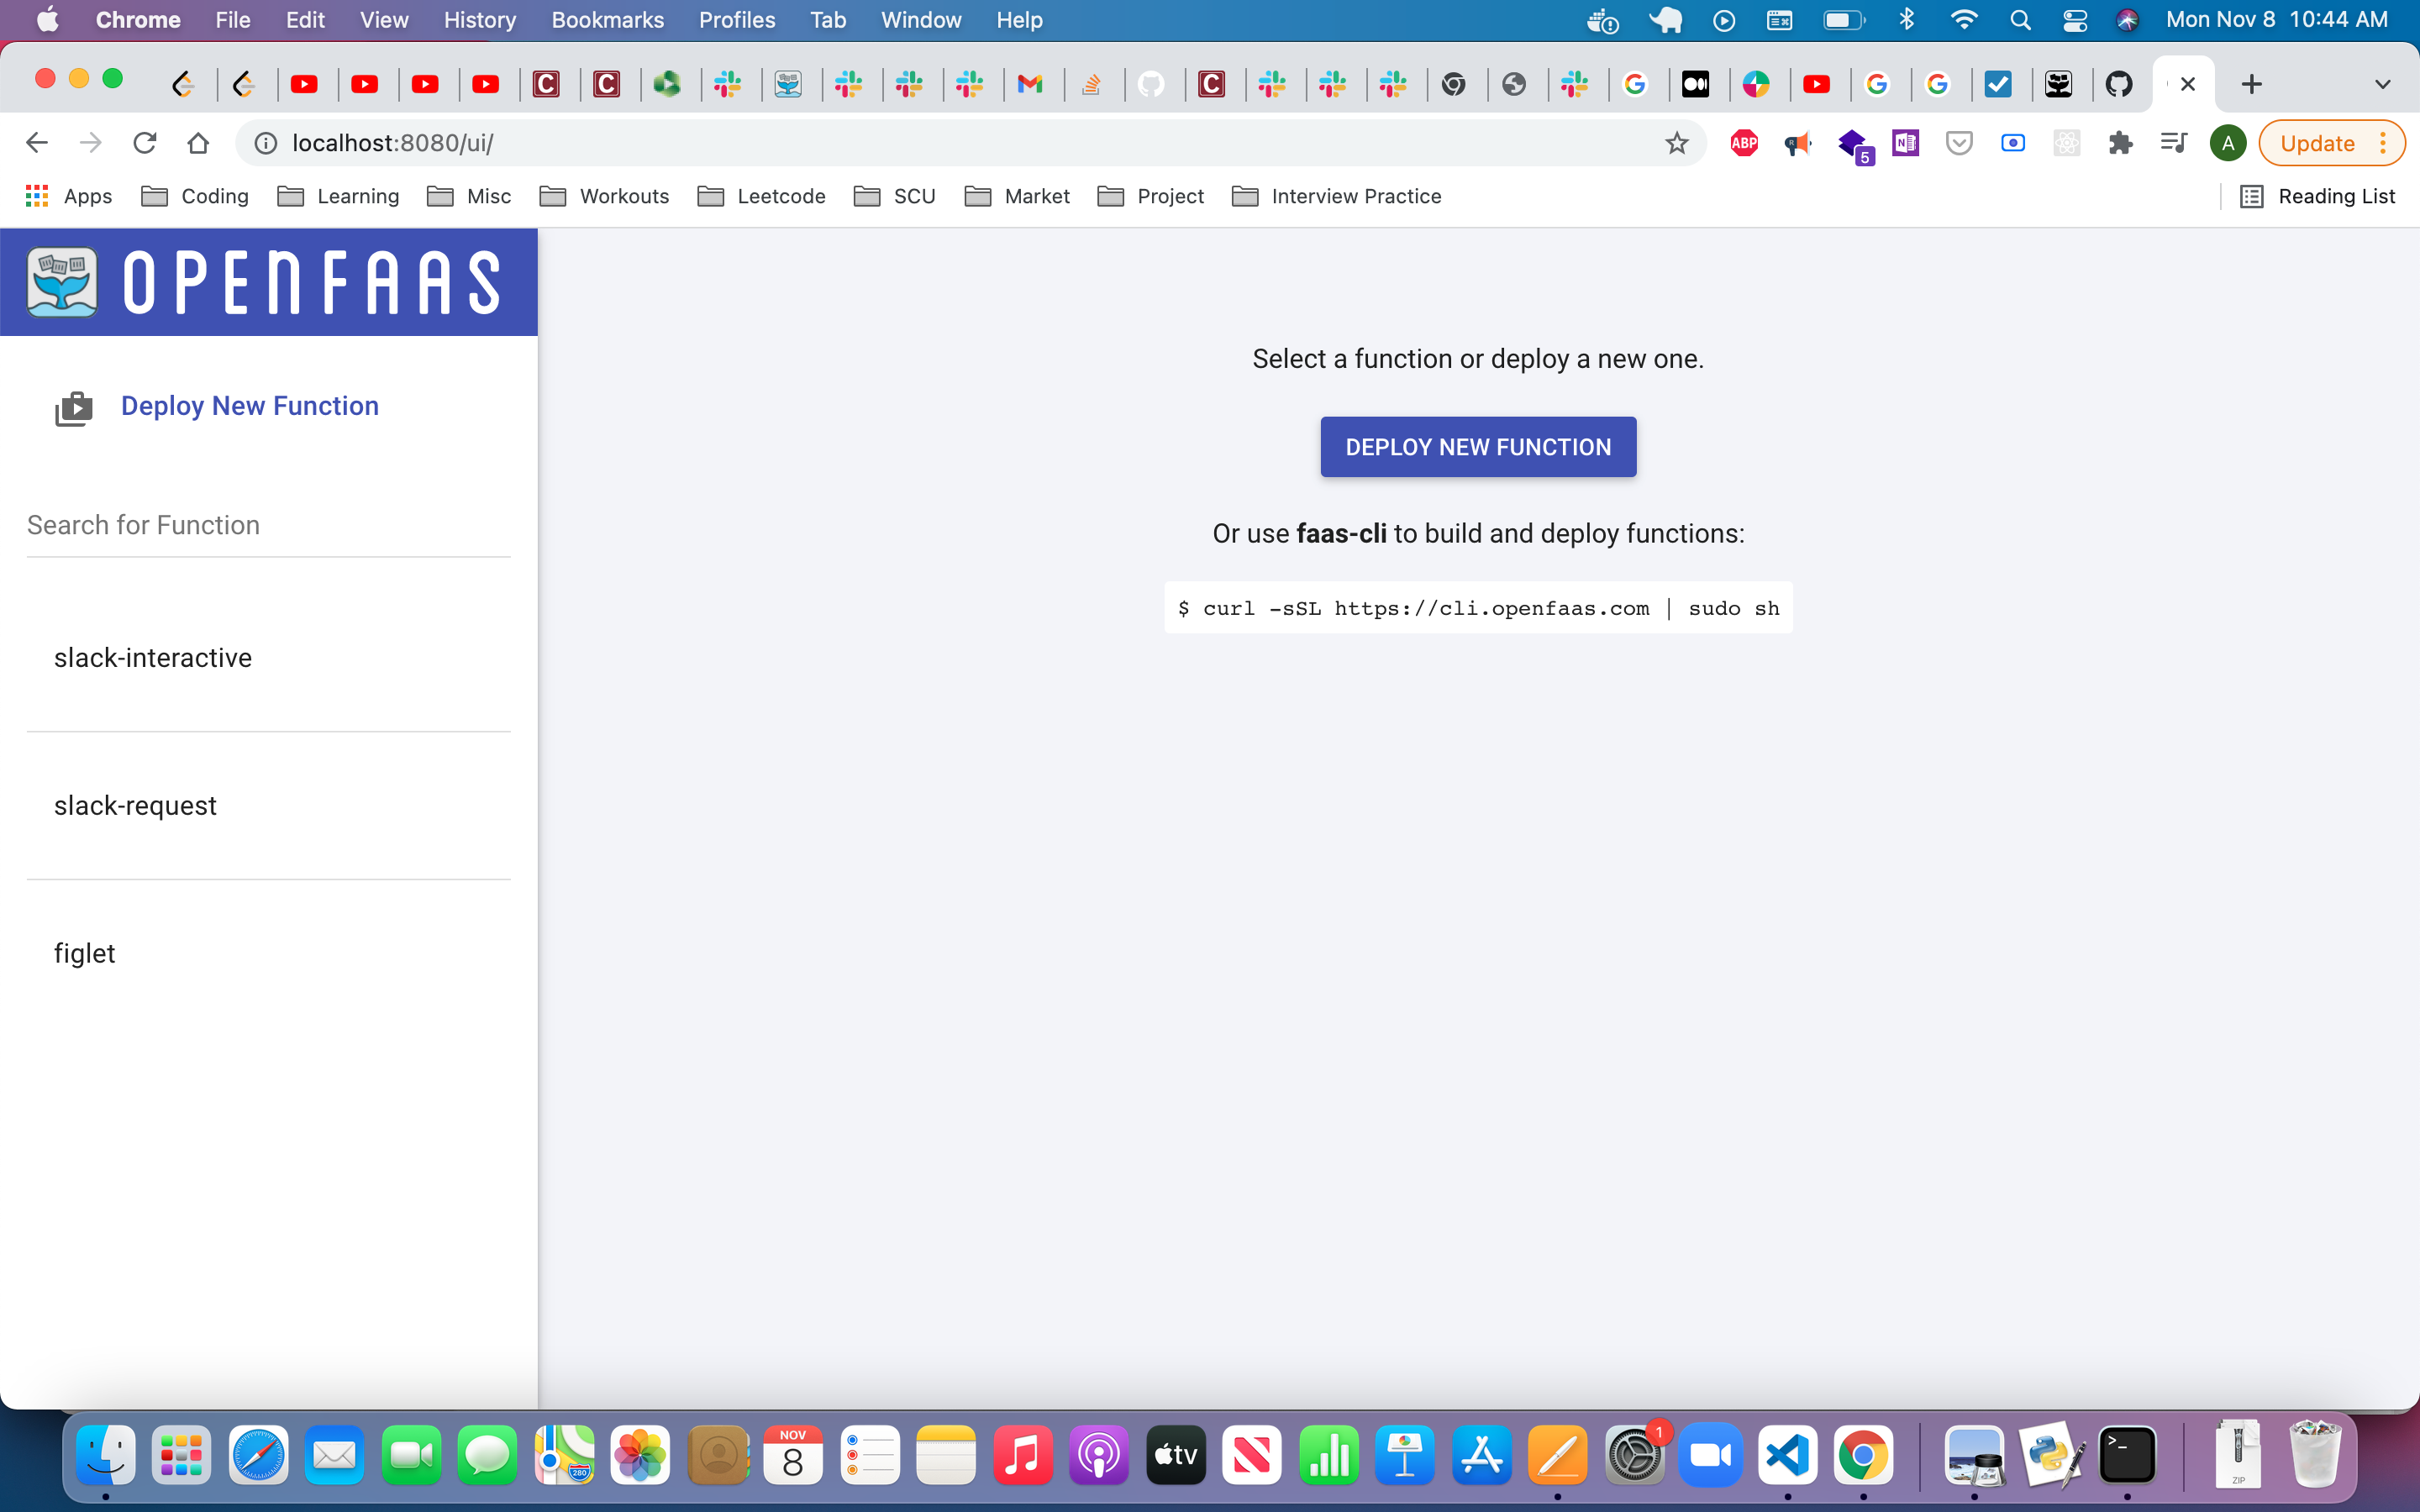 Chrome File Edit View History Bookmarks Profiles Tab Window Help Mon Nov 8 10:44 AM
localhost:8080/ui/ ABP 5 N A Update
Apps Coding Learning Misc Workouts Leetcode SCU Market Project Interview Practice Reading List
OPENFAAS
Deploy New Function
Search for Function
slack-interactive
slack-request
figlet
Select a function or deploy a new one.
DEPLOY NEW FUNCTION
Or use faas-cli to build and deploy functions:
$ curl -sSL https://cli.openfaas.com | sudo sh
280
NOV
8
tv
1
>_
ZIP